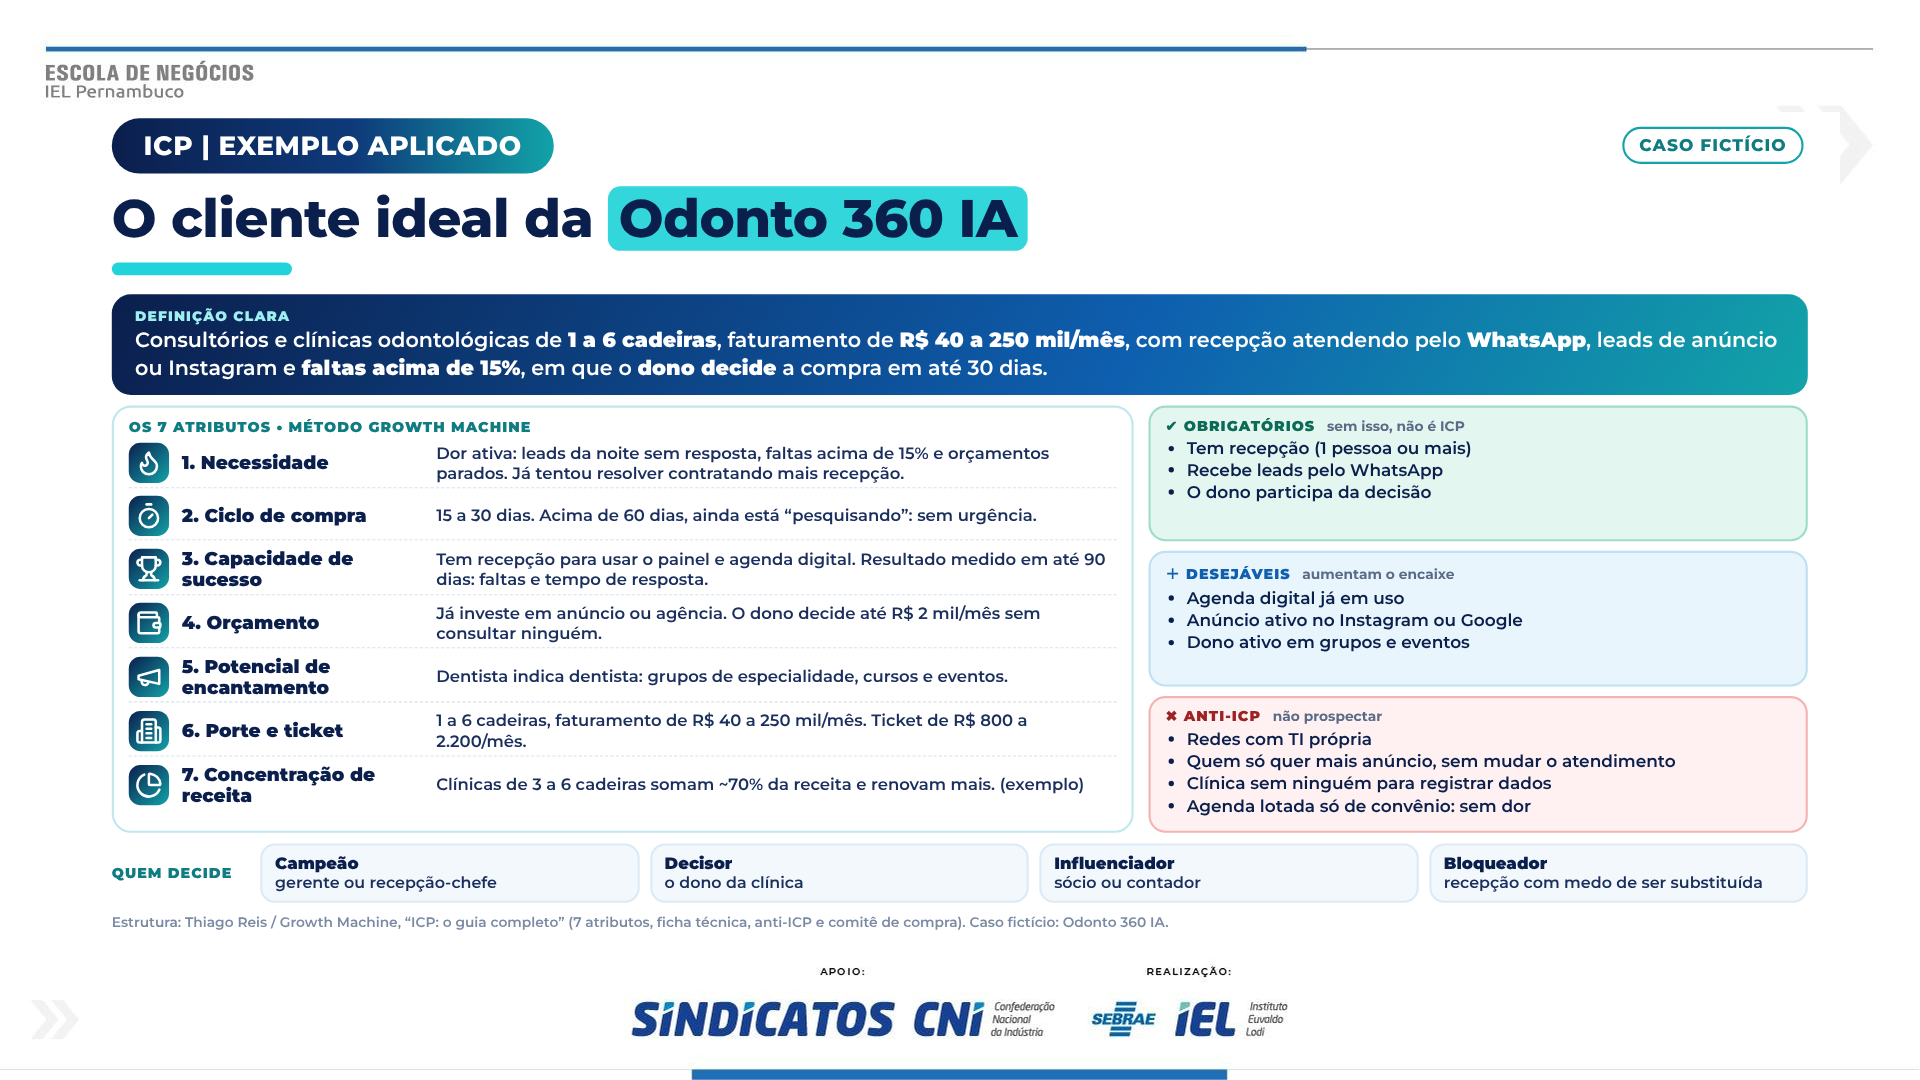 ESCOLA DE NEGÓCIOS
IEL Pernambuco
ICP | EXEMPLO APLICADO
CASO FICTÍCIO
O cliente ideal da Odonto 360 IA
DEFINIÇÃO CLARA
Consultórios e clínicas odontológicas de 1 a 6 cadeiras, faturamento de R$ 40 a 250 mil/mês, com recepção atendendo pelo WhatsApp, leads de anúncio
ou Instagram e faltas acima de 15%, em que o dono decide a compra em até 30 dias.
OS 7 ATRIBUTOS • MÉTODO GROWTH MACHINE
1. Necessidade
Dor ativa: leads da noite sem resposta, faltas acima de 15% e orçamentos
parados. Já tentou resolver contratando mais recepção.
2. Ciclo de compra
15 a 30 dias. Acima de 60 dias, ainda está “pesquisando”: sem urgência.
3. Capacidade de
sucesso
Tem recepção para usar o painel e agenda digital. Resultado medido em até 90
dias: faltas e tempo de resposta.
4. Orçamento
Já investe em anúncio ou agência. O dono decide até R$ 2 mil/mês sem
consultar ninguém.
5. Potencial de
encantamento
Dentista indica dentista: grupos de especialidade, cursos e eventos.
6. Porte e ticket
1 a 6 cadeiras, faturamento de R$ 40 a 250 mil/mês. Ticket de R$ 800 a
2.200/mês.
7. Concentração de
receita
Clínicas de 3 a 6 cadeiras somam ~70% da receita e renovam mais. (exemplo)
✔ OBRIGATÓRIOS sem isso, não é ICP
• Tem recepção (1 pessoa ou mais)
• Recebe leads pelo WhatsApp
• O dono participa da decisão
+ DESEJÁVEIS aumentam o encaixe
• Agenda digital já em uso
• Anúncio ativo no Instagram ou Google
• Dono ativo em grupos e eventos
✖ ANTI-ICP não prospectar
• Redes com TI própria
• Quem só quer mais anúncio, sem mudar o atendimento
• Clínica sem ninguém para registrar dados
• Agenda lotada só de convênio: sem dor
QUEM DECIDE
Campeão
gerente ou recepção-chefe
Decisor
o dono da clínica
Influenciador
sócio ou contador
Bloqueador
recepção com medo de ser substituída
Estrutura: Thiago Reis / Growth Machine, “ICP: o guia completo” (7 atributos, ficha técnica, anti-ICP e comitê de compra). Caso fictício: Odonto 360 IA.
APOIO:
REALIZAÇÃO:
SINDICATOS
CNI
Confederação
Nacional
da Indústria
SEBRAE
IEL
Instituto
Euvaldo
Lodi